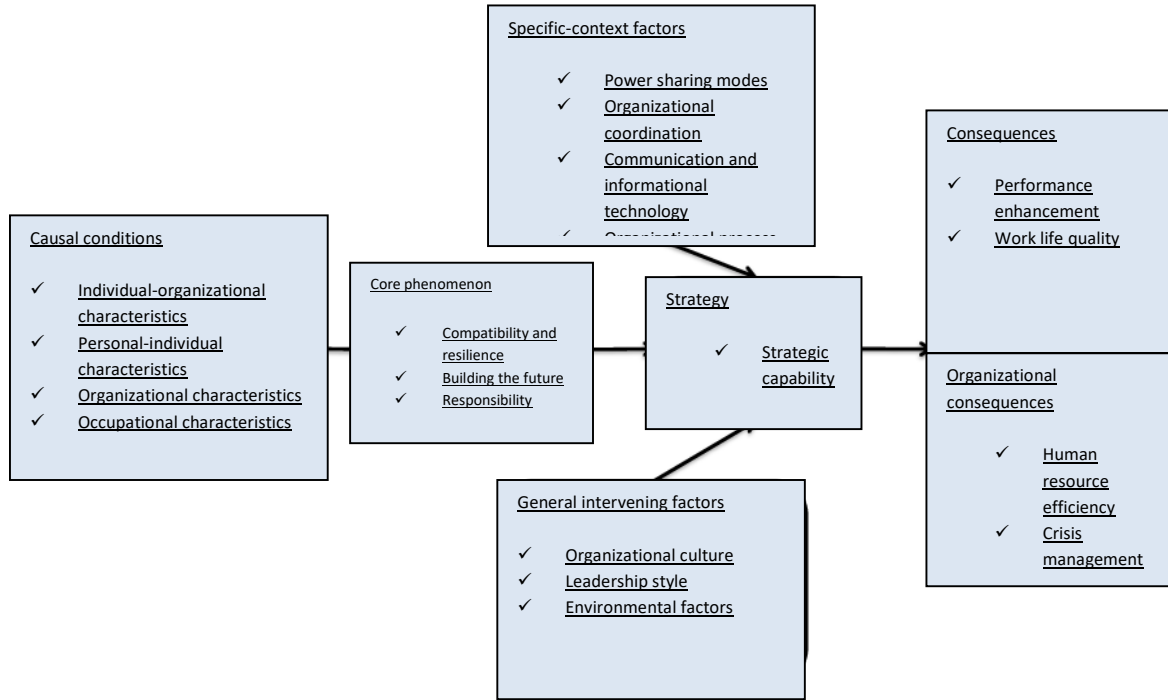 Specific-context factors
✓ Power sharing modes
✓ Organizational
coordination
✓ Communication and
informational
technology
✓ Organizational process
Causal conditions
✓ Individual-organizational
characteristics
✓ Personal-individual
characteristics
✓ Organizational characteristics
✓ Occupational characteristics
Core phenomenon
✓ Compatibility and
resilience
✓ Building the future
✓ Responsibility
Strategy
✓ Strategic
capability
General intervening factors
✓ Organizational culture
✓ Leadership style
✓ Environmental factors
Consequences
✓ Performance
enhancement
✓ Work life quality
Organizational
consequences
✓ Human
resource
efficiency
✓ Crisis
management